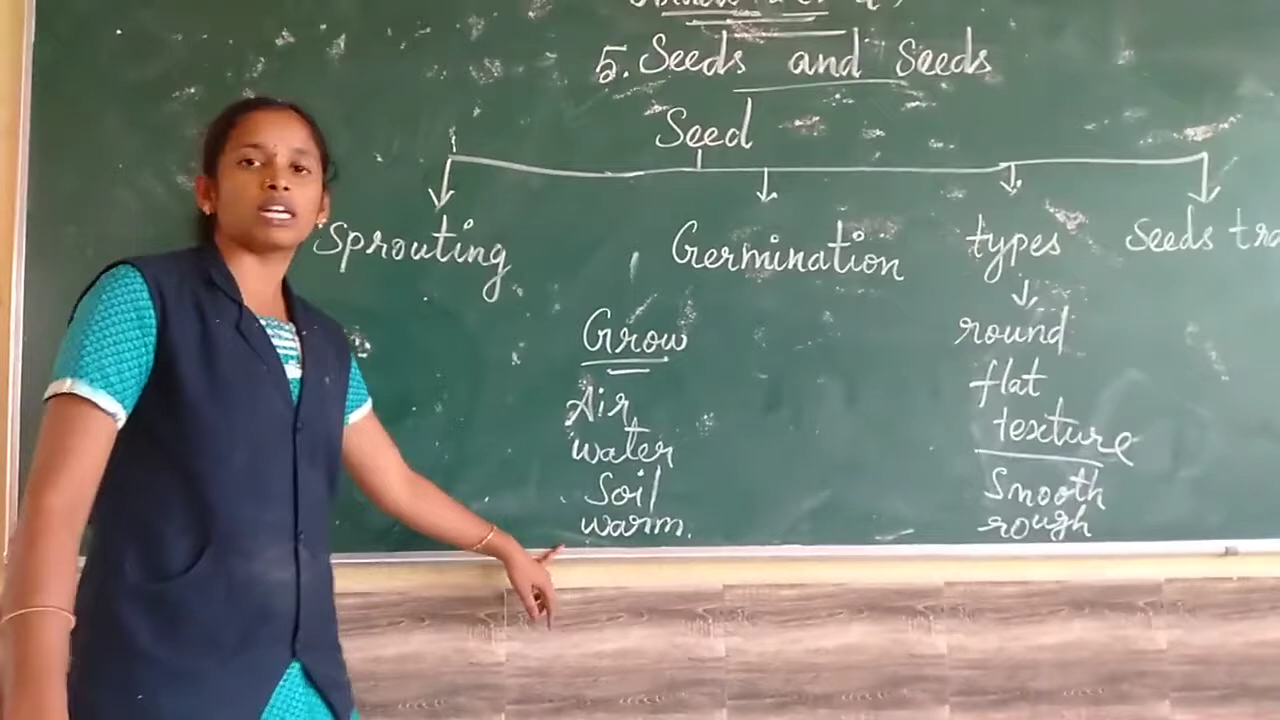 5. Seeds and Seeds
Seed
Sprouting Germination types Seeds
Grow
Air
water
Soil
warm.
round
flat
texture
Smooth
rough